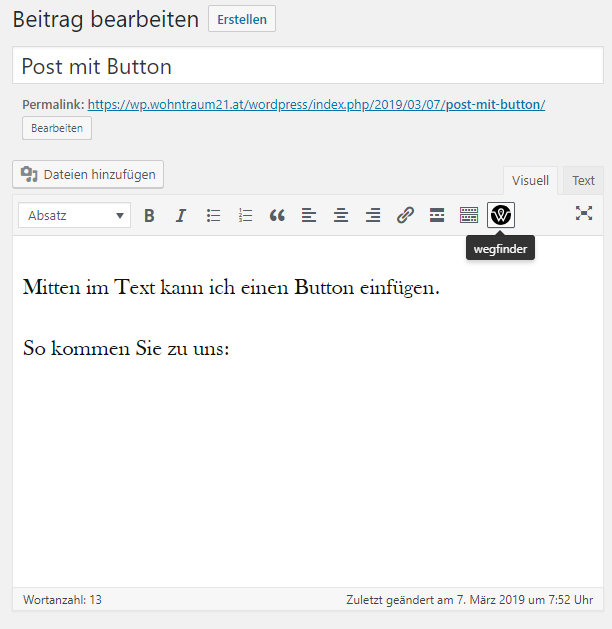 Beitrag bearbeiten Erstellen
Post mit Button
Permalink: https://wp.wohntraum21.at/wordpress/index.php/2019/03/07/post-mit-button/
Bearbeiten
Dateien hinzufügen
Visuell Text
Absatz B I
wegfinder
Mitten im Text kann ich einen Button einfügen.
So kommen Sie zu uns:
Wortanzahl: 13 Zuletzt geändert am 7. März 2019 um 7:52 Uhr